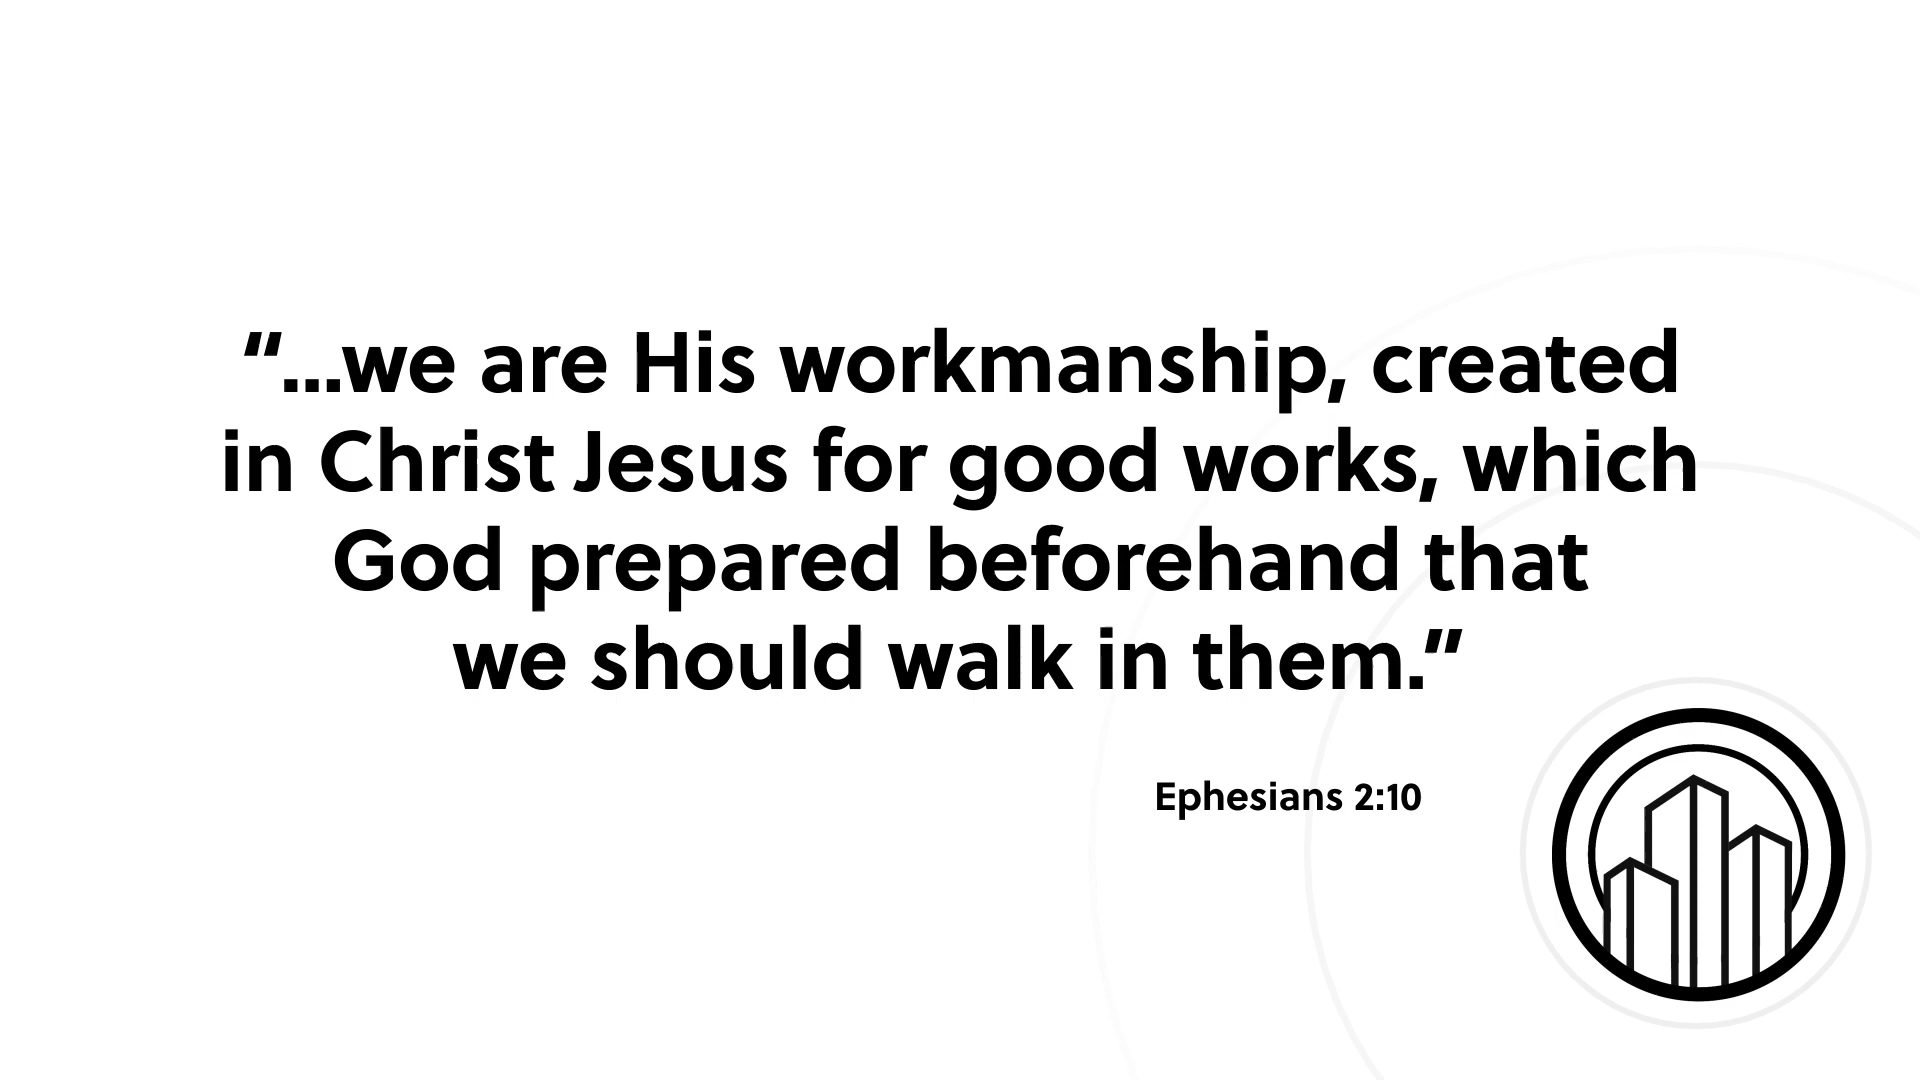 “...we are His workmanship, created
in Christ Jesus for good works, which
God prepared beforehand that
we should walk in them.”
Ephesians 2:10